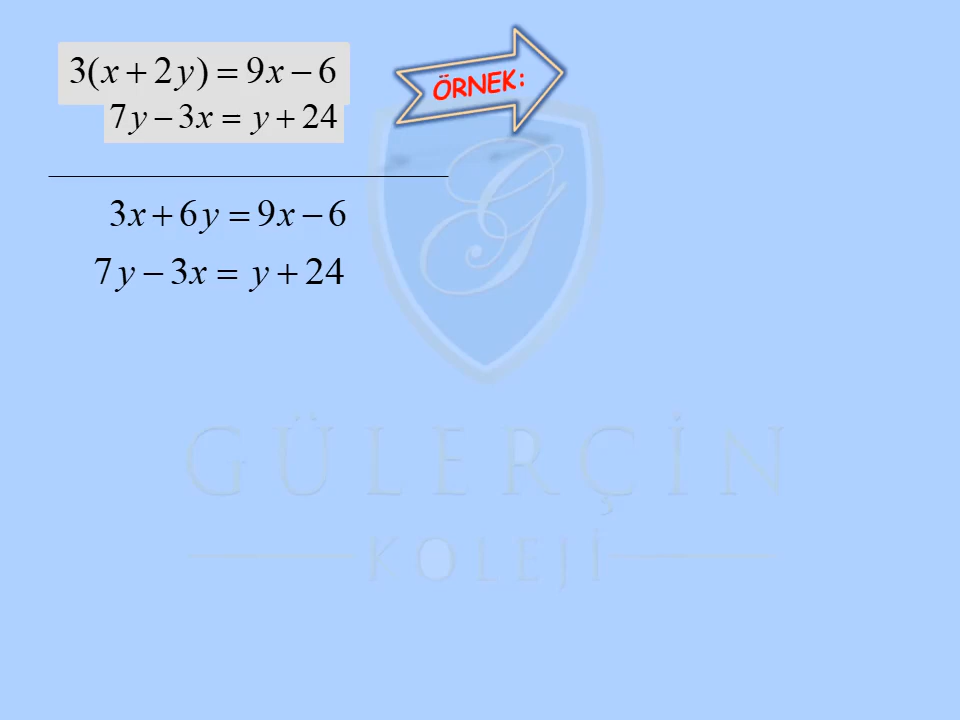 3(x + 2y) = 9x − 6
ÖRNEK:
7y − 3x = y + 24
3x + 6y = 9x − 6
7y − 3x = y + 24
G
GÜLERÇİN
KOLEJİ